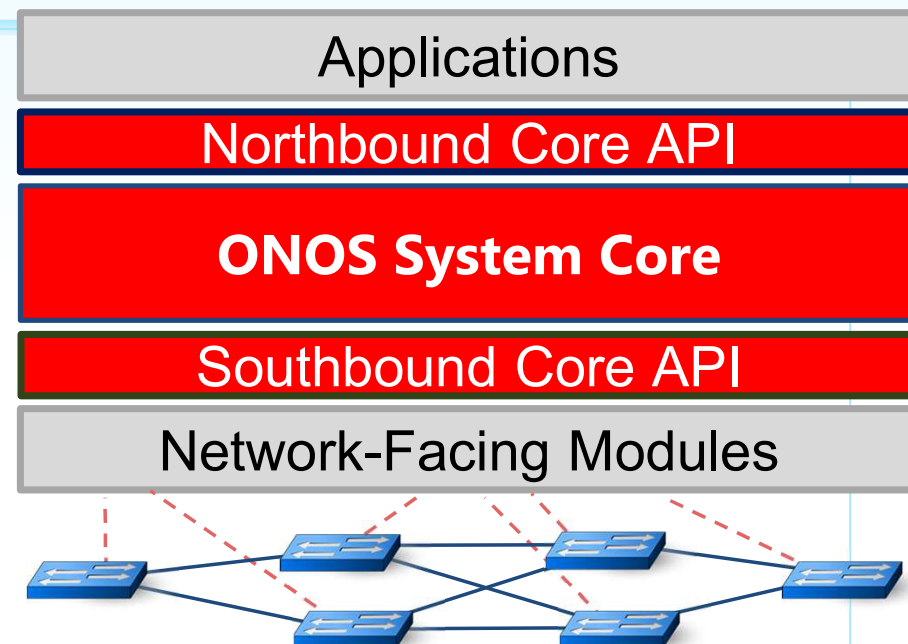 Applications
Northbound Core API
ONOS System Core
Southbound Core API
Network-Facing Modules